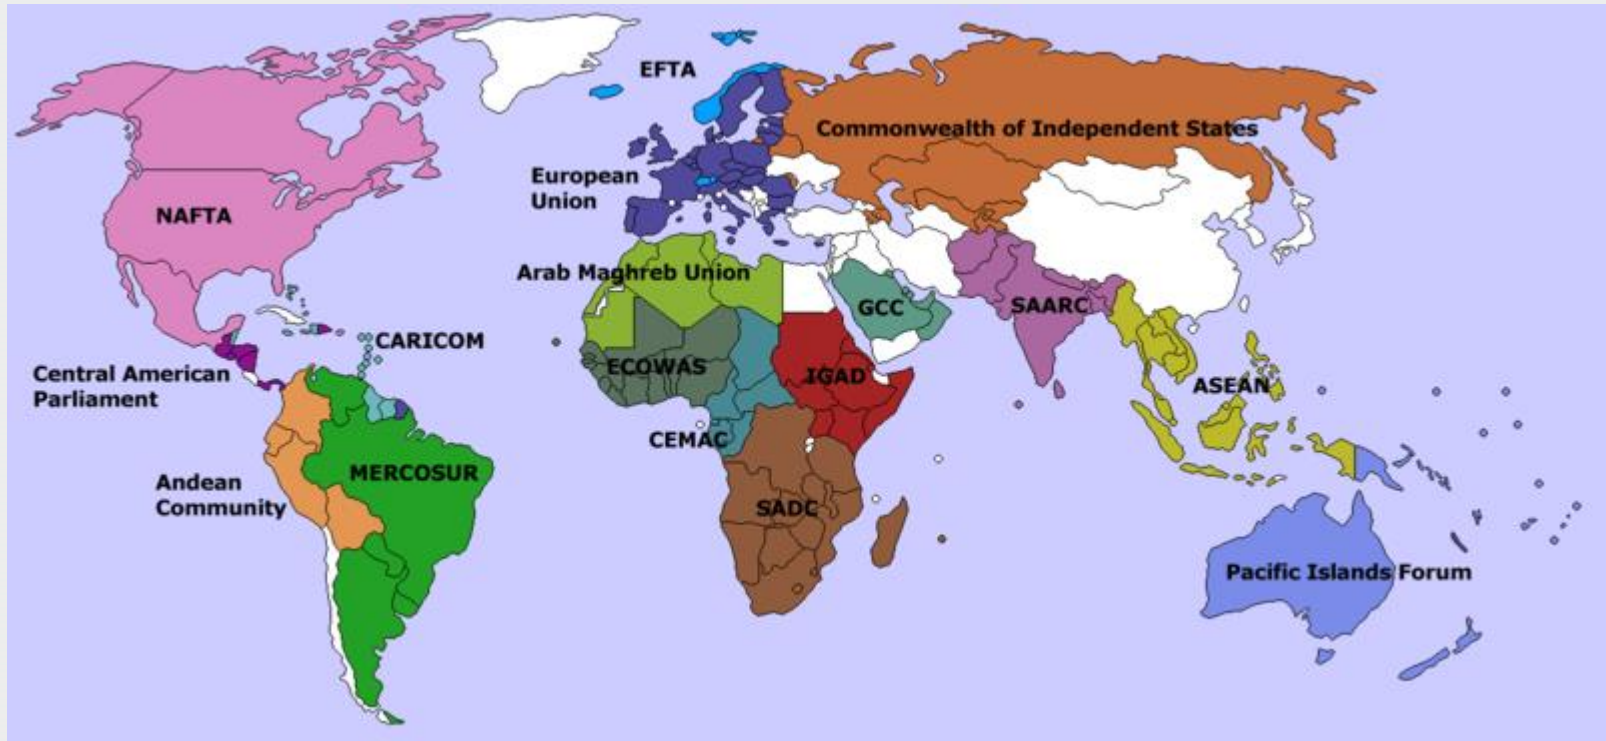 EFTA
Commonwealth of Independent States
European
Union
NAFTA
Arab Maghreb Union
GCC
SAARC
CARICOM
ECOWAS
IGAD
ASEAN
Central American
Parliament
CEMAC
MERCOSUR
Andean
Community
SADC
Pacific Islands Forum